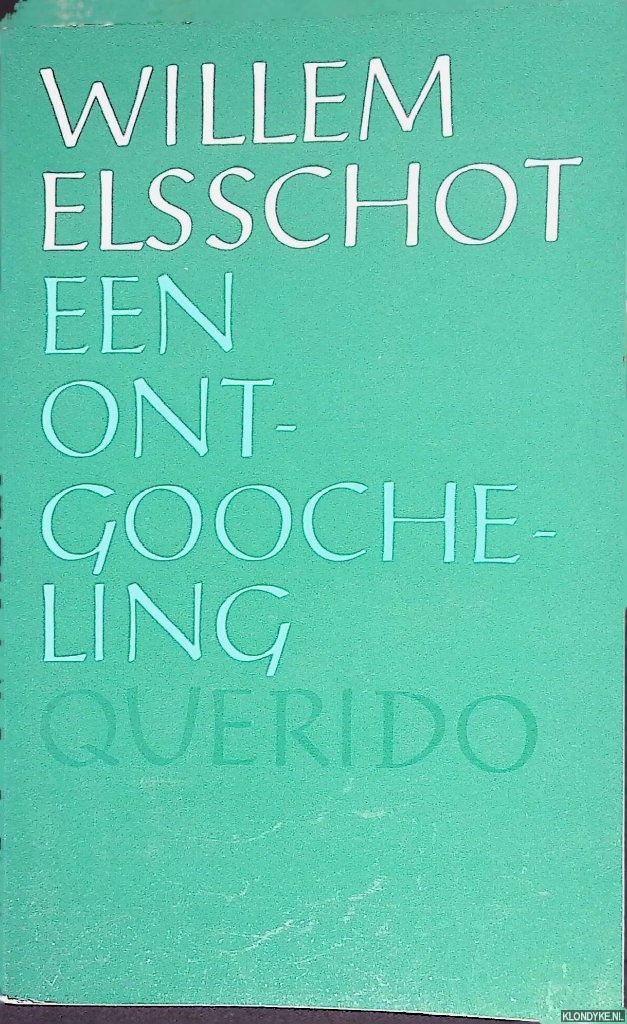 WILLEM
ELSSCHOT
EEN
ONT-
GOOCHE-
LING
QUERIDO
KLONDYKE.NL